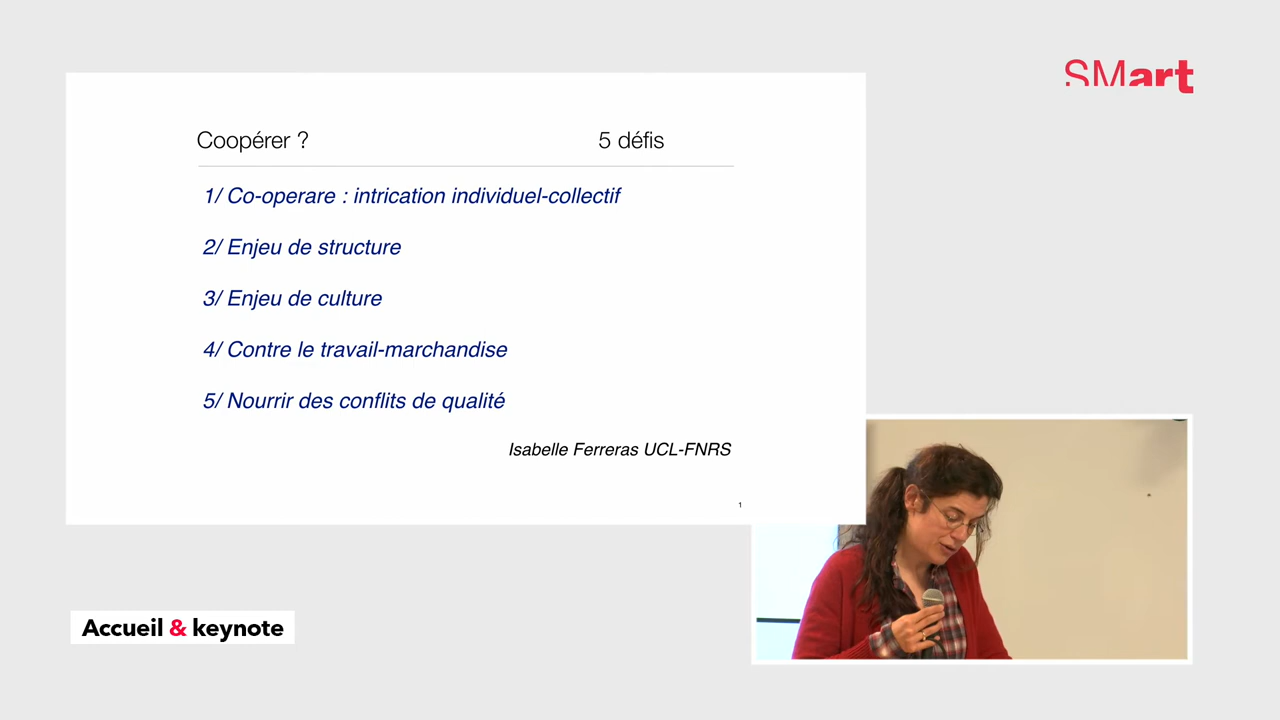 SMart
Coopérer ? 5 défis
1/ Co-operare : intrication individuel-collectif
2/ Enjeu de structure
3/ Enjeu de culture
4/ Contre le travail-marchandise
5/ Nourrir des conflits de qualité
Isabelle Ferreras UCL-FNRS
1
Accueil & keynote